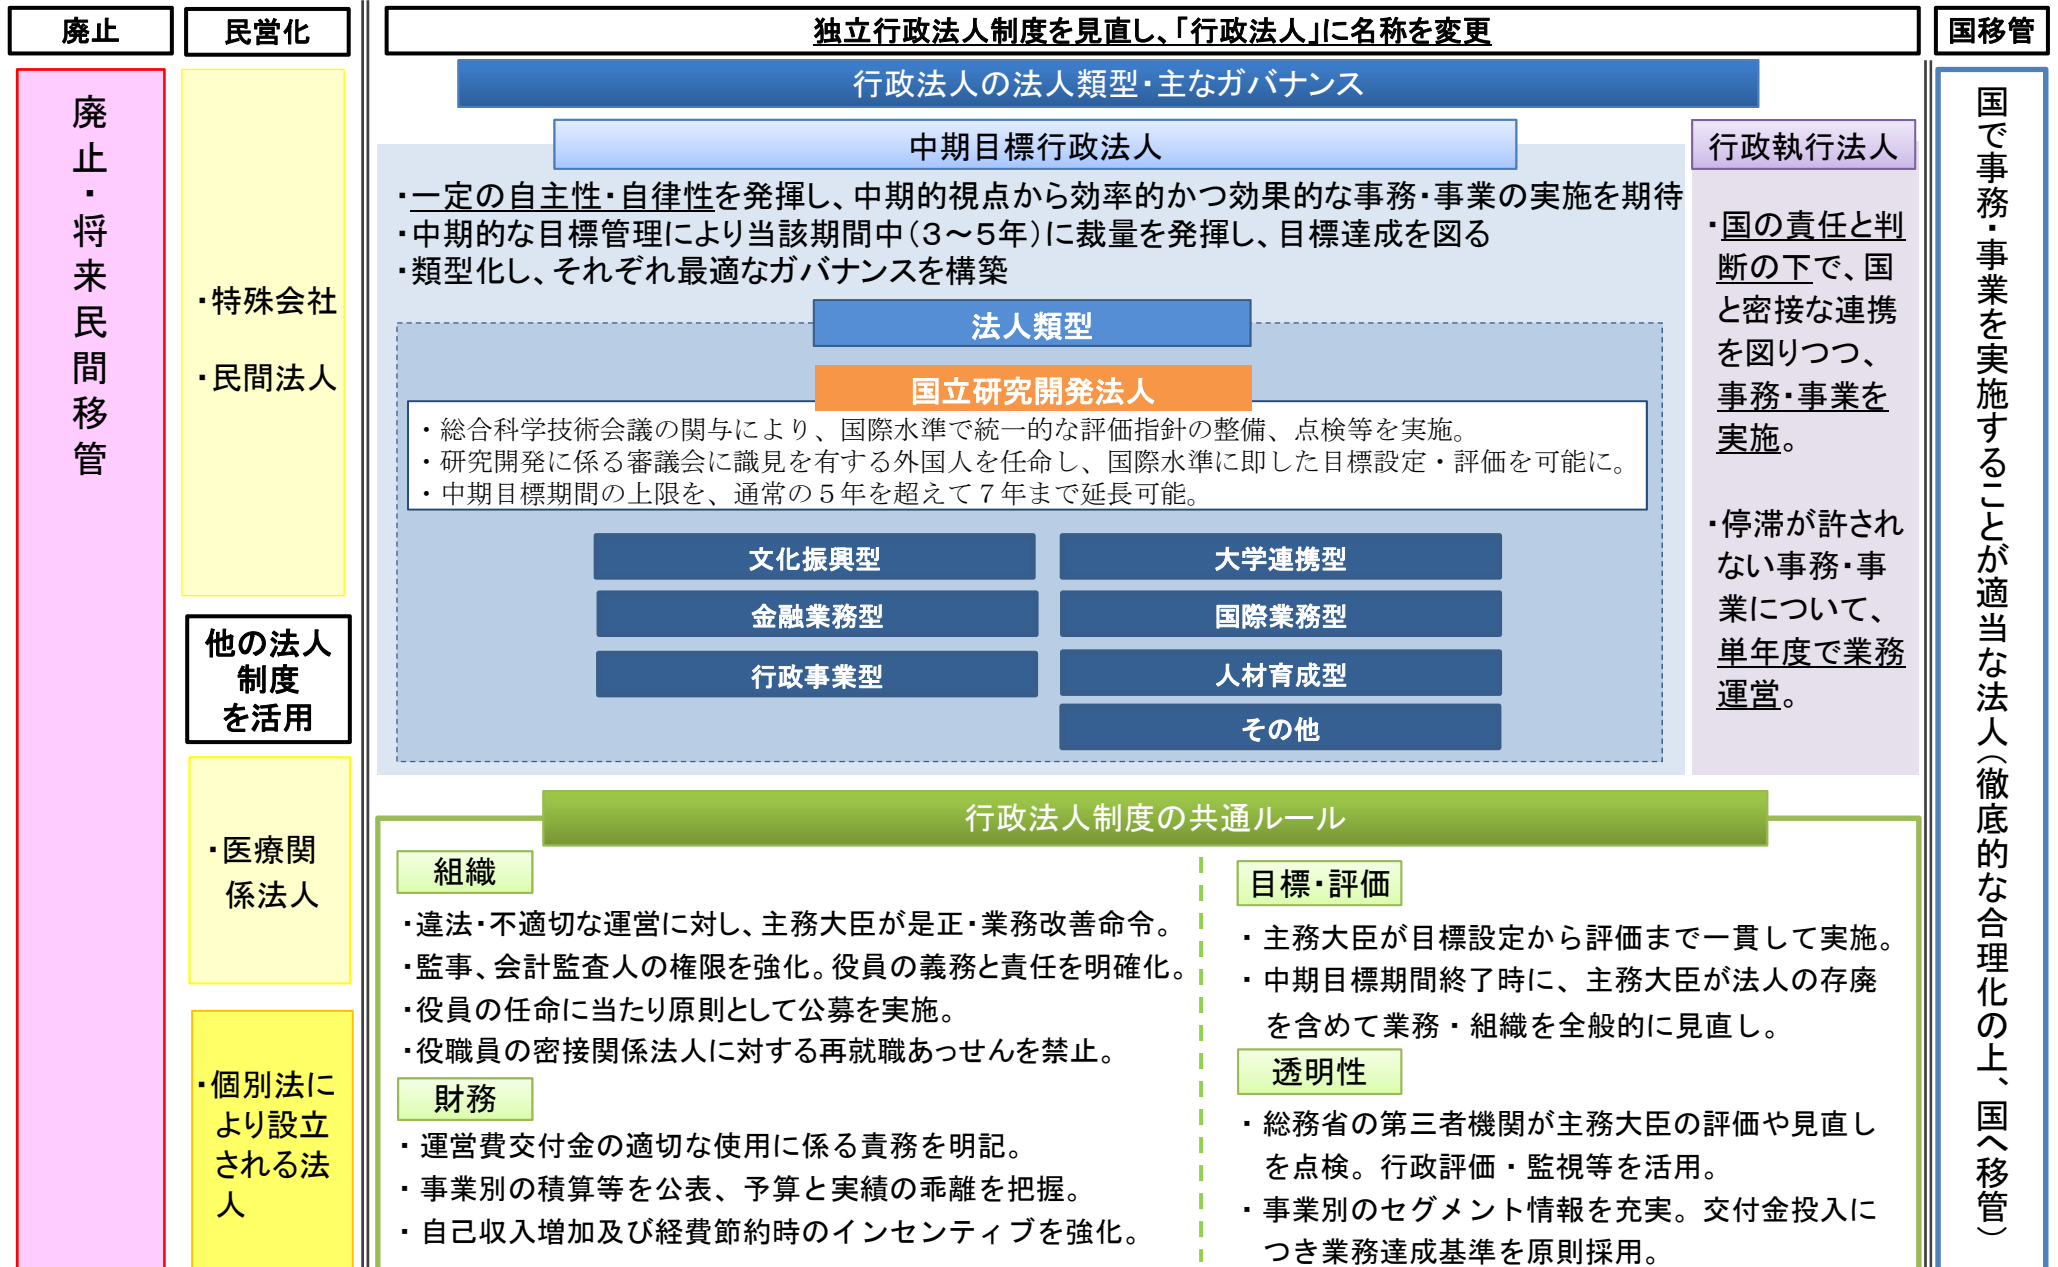 廃止
廃止・将来民間移管
民営化
・特殊会社
・民間法人
他の法人
制度
を活用
・医療関
係法人
・個別法に
より設立
される法
人
独立行政法人制度を見直し、「行政法人」に名称を変更
行政法人の法人類型・主なガバナンス
中期目標行政法人
・一定の自主性・自律性を発揮し、中期的視点から効率的かつ効果的な事務・事業の実施を期待
・中期的な目標管理により当該期間中（３～５年）に裁量を発揮し、目標達成を図る
・類型化し、それぞれ最適なガバナンスを構築
法人類型
国立研究開発法人
・総合科学技術会議の関与により、国際水準で統一的な評価指針の整備、点検等を実施。
・研究開発に係る審議会に識見を有する外国人を任命し、国際水準に即した目標設定・評価を可能に。
・中期目標期間の上限を、通常の５年を超えて７年まで延長可能。
文化振興型
大学連携型
金融業務型
国際業務型
行政事業型
人材育成型
その他
行政執行法人
・国の責任と判
断の下で、国
と密接な連携
を図りつつ、
事務・事業を
実施。
・停滞が許され
ない事務・事
業について、
単年度で業務
運営。
行政法人制度の共通ルール
組織
・違法・不適切な運営に対し、主務大臣が是正・業務改善命令。
・監事、会計監査人の権限を強化。役員の義務と責任を明確化。
・役員の任命に当たり原則として公募を実施。
・役職員の密接関係法人に対する再就職あっせんを禁止。
財務
・運営費交付金の適切な使用に係る責務を明記。
・事業別の積算等を公表、予算と実績の乖離を把握。
・自己収入増加及び経費節約時のインセンティブを強化。
目標・評価
・主務大臣が目標設定から評価まで一貫して実施。
・中期目標期間終了時に、主務大臣が法人の存廃
を含めて業務・組織を全般的に見直し。
透明性
・総務省の第三者機関が主務大臣の評価や見直し
を点検。行政評価・監視等を活用。
・事業別のセグメント情報を充実。交付金投入に
つき業務達成基準を原則採用。
国移管
国で事務・事業を実施することが適当な法人（徹底的な合理化の上、国へ移管）